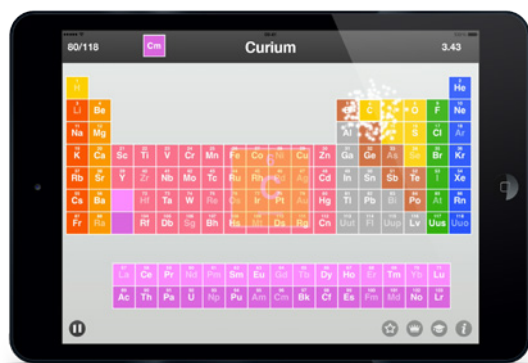 80/118 Cm Curium 3.43
H He
Li Be C O F Ne
Na Mg Al S Cl Ar
K Ca Sc Ti V Cr Mn Fe Co Ni Cu Zn Ga Ge As Se Br Kr
Rb Sr Y Zr Nb Mo Tc Ru Rh Ag Cd In Sn Sb Te I Xe
6
C
Cs Ba Hf Ta W Re Os Ir Pt Au Hg Tl Pb Bi Po At Rn
Fr Ra Rf Db Sg Bh Hs Mt Ds Rg Cn Uut Fl Uup Lv Uus Uuo
La Ce Pr Nd Pm Sm Eu Gd Tb Dy Ho Er Tm Yb Lu
Ac Th Pa U Np Pu Am Cm Bk Cf Es Fm Md No Lr